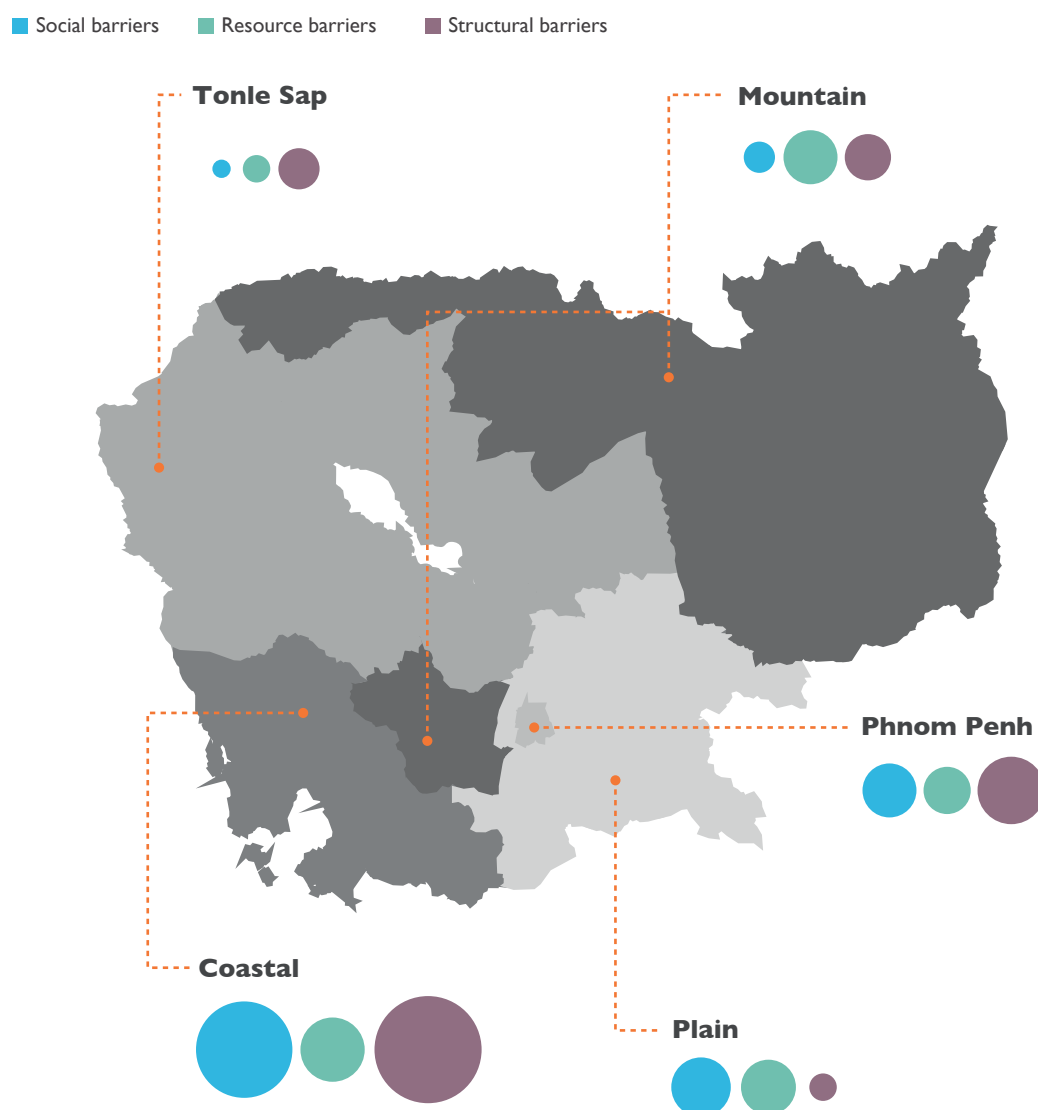 Social barriers
Resource barriers
Structural barriers
Tonle Sap
Mountain
Phnom Penh
Coastal
Plain